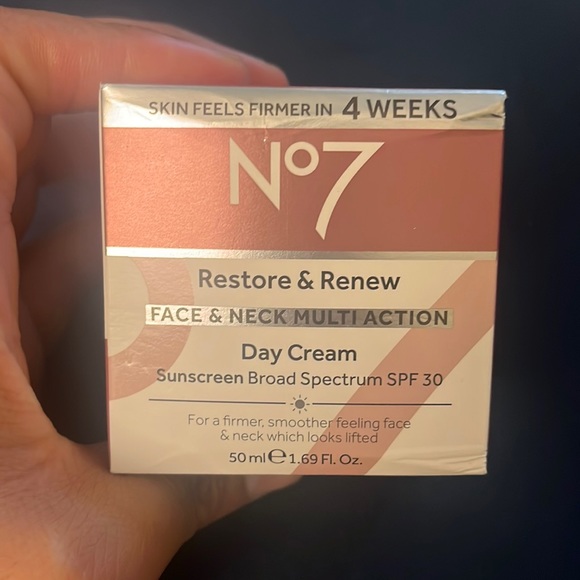 SKIN FEELS FIRMER IN 4 WEEKS
No7
Restore & Renew
FACE & NECK MULTI ACTION
Day Cream
Sunscreen Broad Spectrum SPF 30
For a firmer, smoother feeling face
& neck which looks lifted
50 ml ℮ 1.69 Fl. Oz.